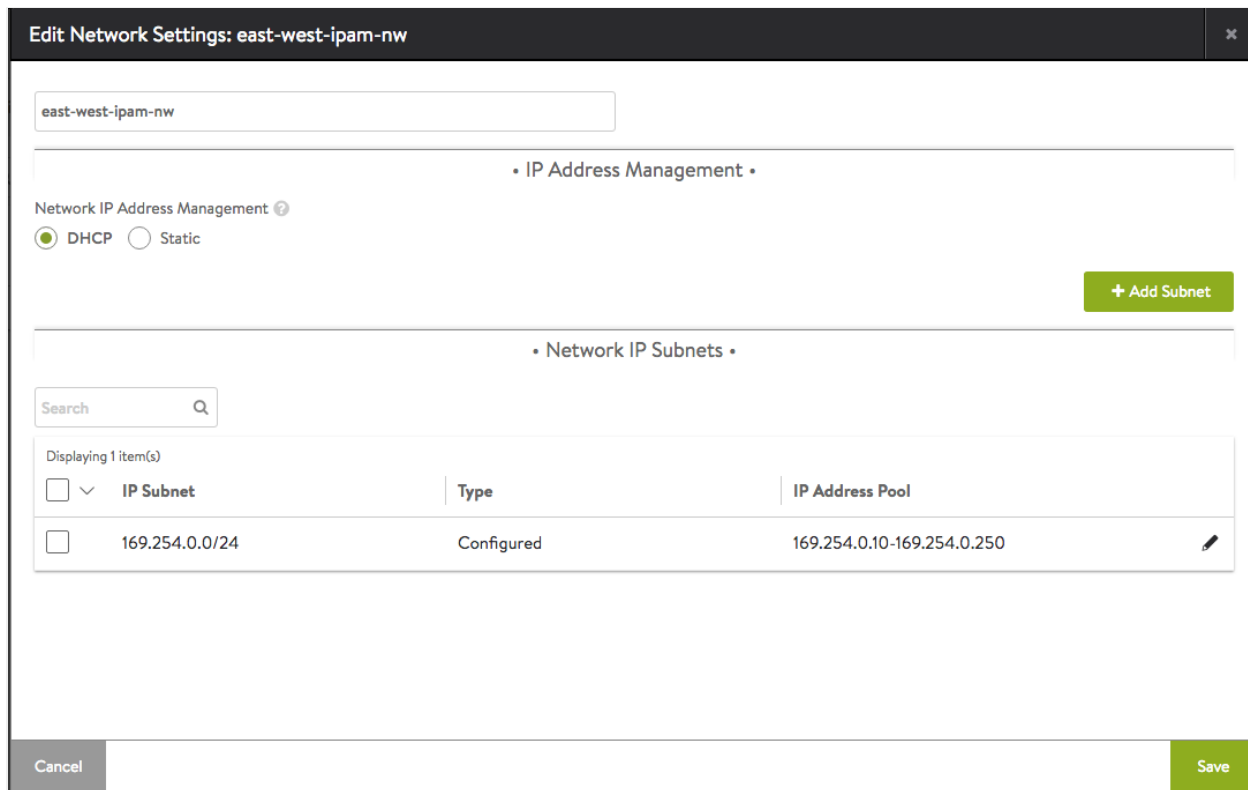 Edit Network Settings: east-west-ipam-nw
×
east-west-ipam-nw
• IP Address Management •
Network IP Address Management ?
DHCP Static
+ Add Subnet
• Network IP Subnets •
Search
Displaying 1 item(s)
IP Subnet Type IP Address Pool
169.254.0.0/24 Configured 169.254.0.10-169.254.0.250
Cancel Save